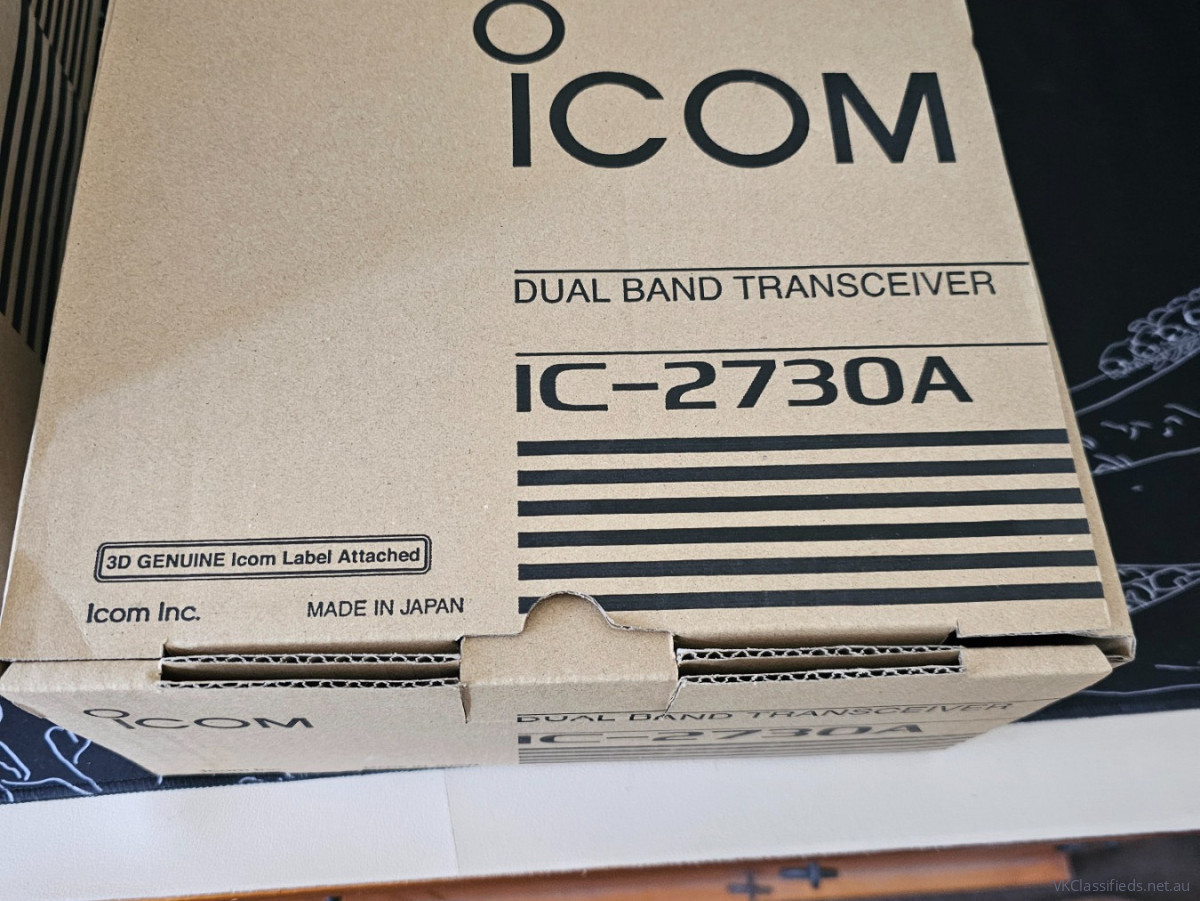 ICOM
DUAL BAND TRANSCEIVER
IC-2730A
3D GENUINE Icom Label Attached
Icom Inc.
MADE IN JAPAN
ICOM
DUAL BAND TRANSCEIVER
IC-2730A
VKClassifieds.net.au